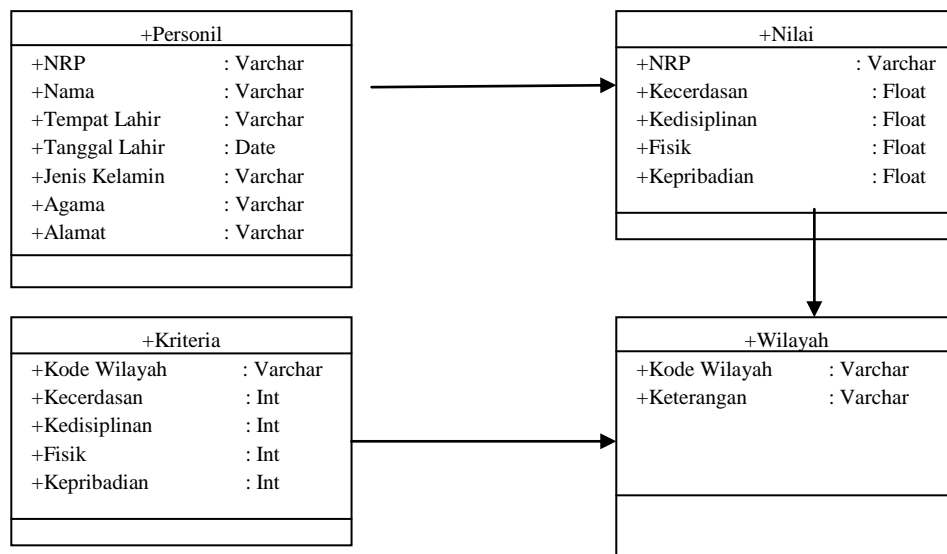 +Personil
+NRP : Varchar
+Nama : Varchar
+Tempat Lahir : Varchar
+Tanggal Lahir : Date
+Jenis Kelamin : Varchar
+Agama : Varchar
+Alamat : Varchar
+Nilai
+NRP : Varchar
+Kecerdasan : Float
+Kedisiplinan : Float
+Fisik : Float
+Kepribadian : Float
+Kriteria
+Kode Wilayah : Varchar
+Kecerdasan : Int
+Kedisiplinan : Int
+Fisik : Int
+Kepribadian : Int
+Wilayah
+Kode Wilayah : Varchar
+Keterangan : Varchar